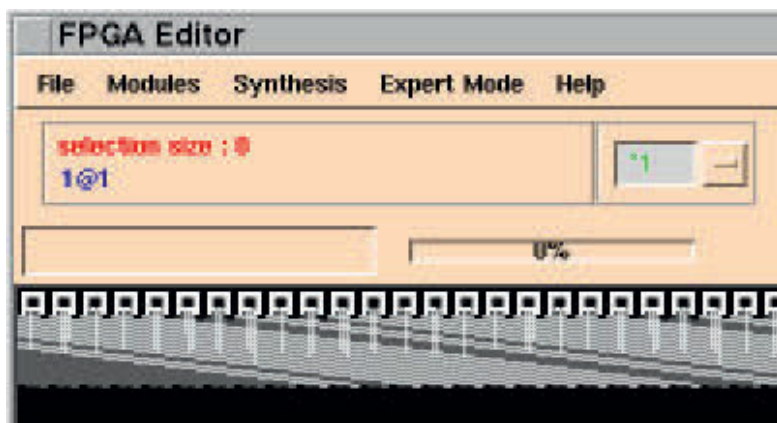 FPGA Editor
File Modules Synthesis Expert Mode Help
selection size : 0
1@1
*1
0%